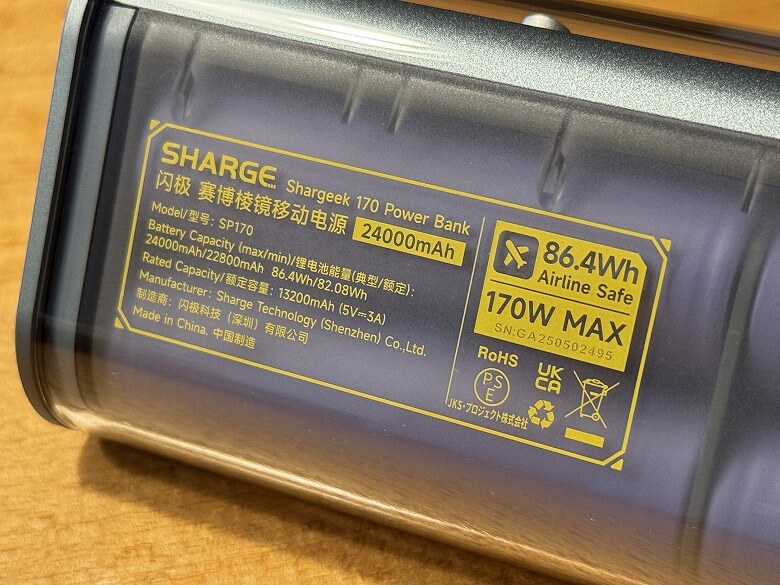 SHARGE Shargeek 170 Power Bank
闪极 赛博棱镜移动电源 24000mAh
Model/型号: SP170
Battery Capacity (max/min)/锂电池能量(典型/额定):
24000mAh/22800mAh 86.4Wh/82.08Wh
Rated Capacity/额定容量: 13200mAh (5V⎓3A)
Manufacturer: Sharge Technology (Shenzhen) Co.,Ltd.
制造商: 闪极科技 (深圳) 有限公司
Made in China. 中国制造
86.4Wh
Airline Safe
170W MAX
SN:GA250502495
RoHS
UK
CA
PS
E
JKS・プロジェクト株式会社